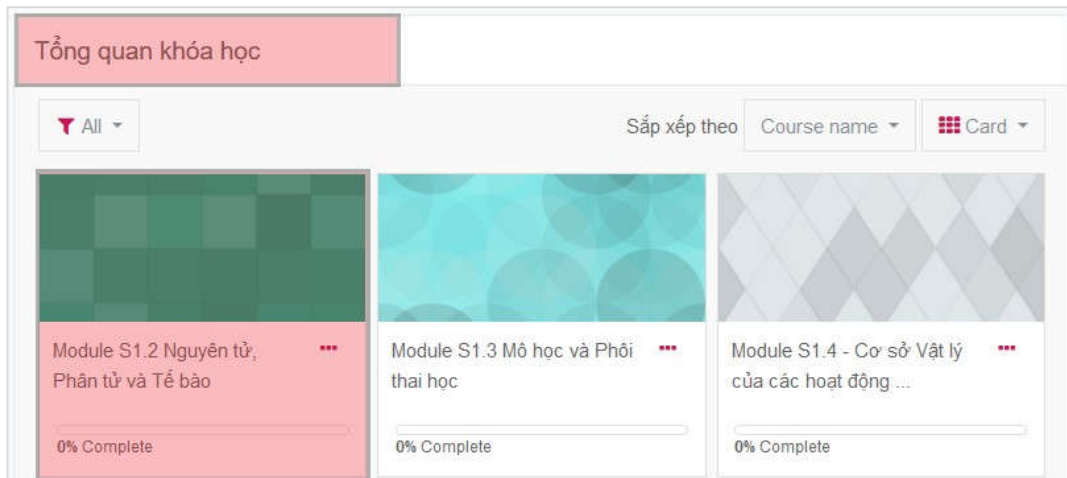 Tổng quan khóa học
All
Sắp xếp theo Course name Card
Module S1.2 Nguyên tử,
Phân tử và Tế bào
0% Complete
Module S1.3 Mô học và Phôi
thai học
0% Complete
Module S1.4 - Cơ sở Vật lý
của các hoạt động ...
0% Complete